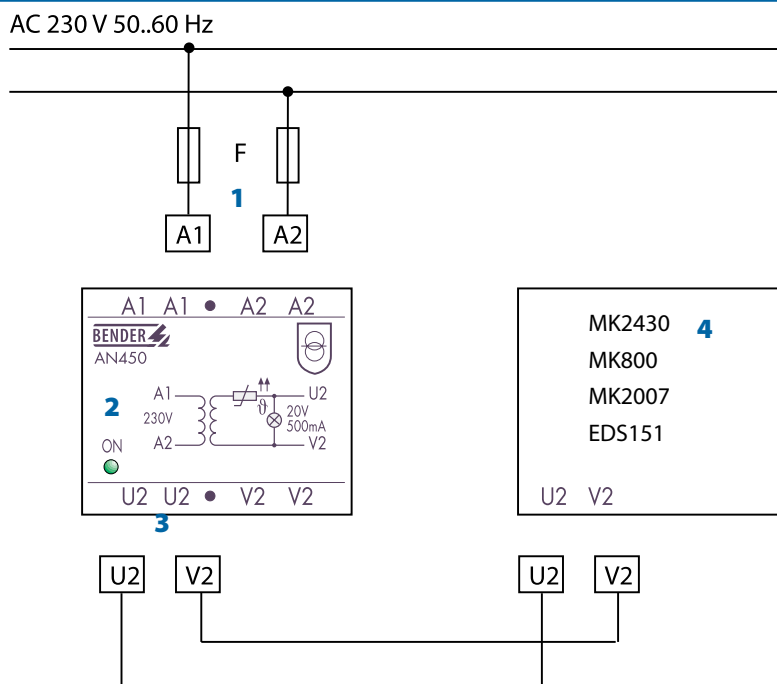 AC 230 V 50..60 Hz
F
1
A1 A2
A1 A1 A2 A2
BENDER
AN450
A1 U2
2 230V ϑ 20V
500mA
ON A2 V2
U2 U2 V2 V2
3
MK2430 4
MK800
MK2007
EDS151
U2 V2
U2 V2 U2 V2